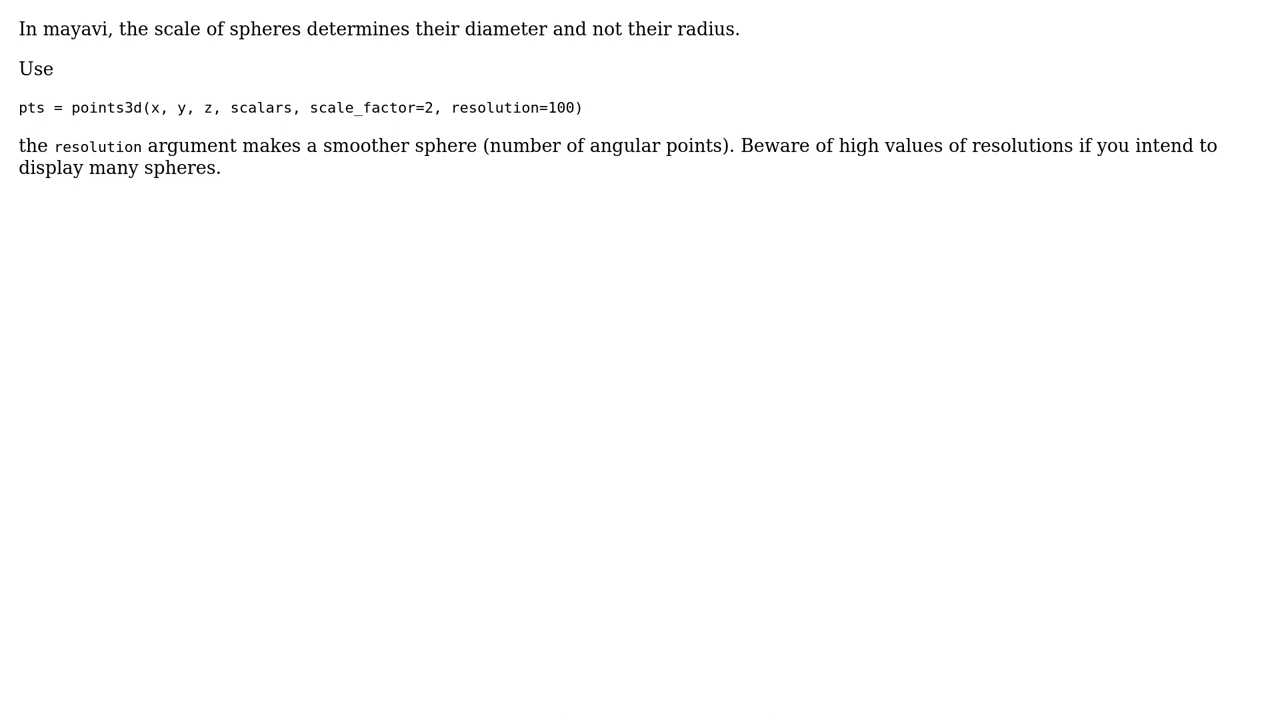 In mayavi, the scale of spheres determines their diameter and not their radius.
Use
pts = points3d(x, y, z, scalars, scale_factor=2, resolution=100)
the resolution argument makes a smoother sphere (number of angular points). Beware of high values of resolutions if you intend to
display many spheres.